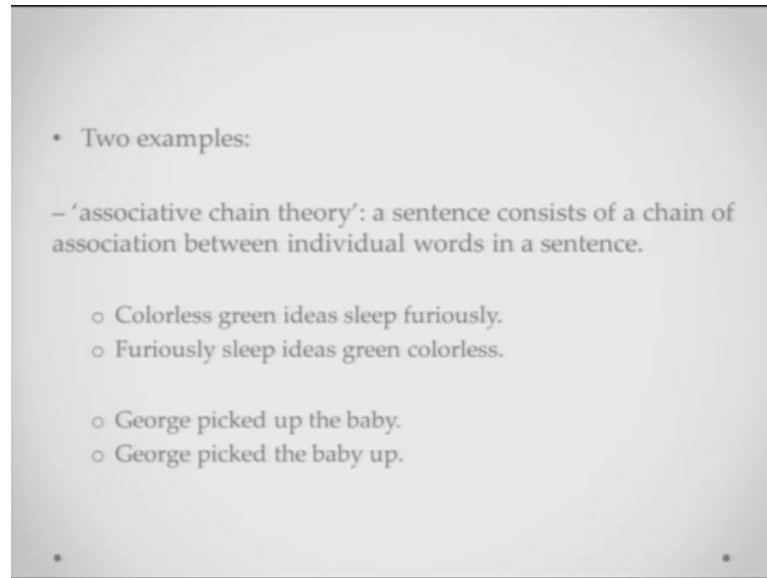 • Two examples:
– ‘associative chain theory’: a sentence consists of a chain of
association between individual words in a sentence.
o Colorless green ideas sleep furiously.
o Furiously sleep ideas green colorless.
o George picked up the baby.
o George picked the baby up.